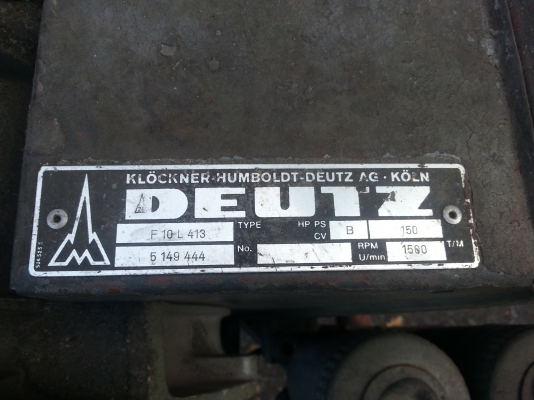 KLÖCKNER-HUMBOLDT-DEUTZ AG · KÖLN
DEUTZ
F 10 L 413 TYPE HP PS CV B 150
5 149 444 No. RPM U/min 1500 T/M